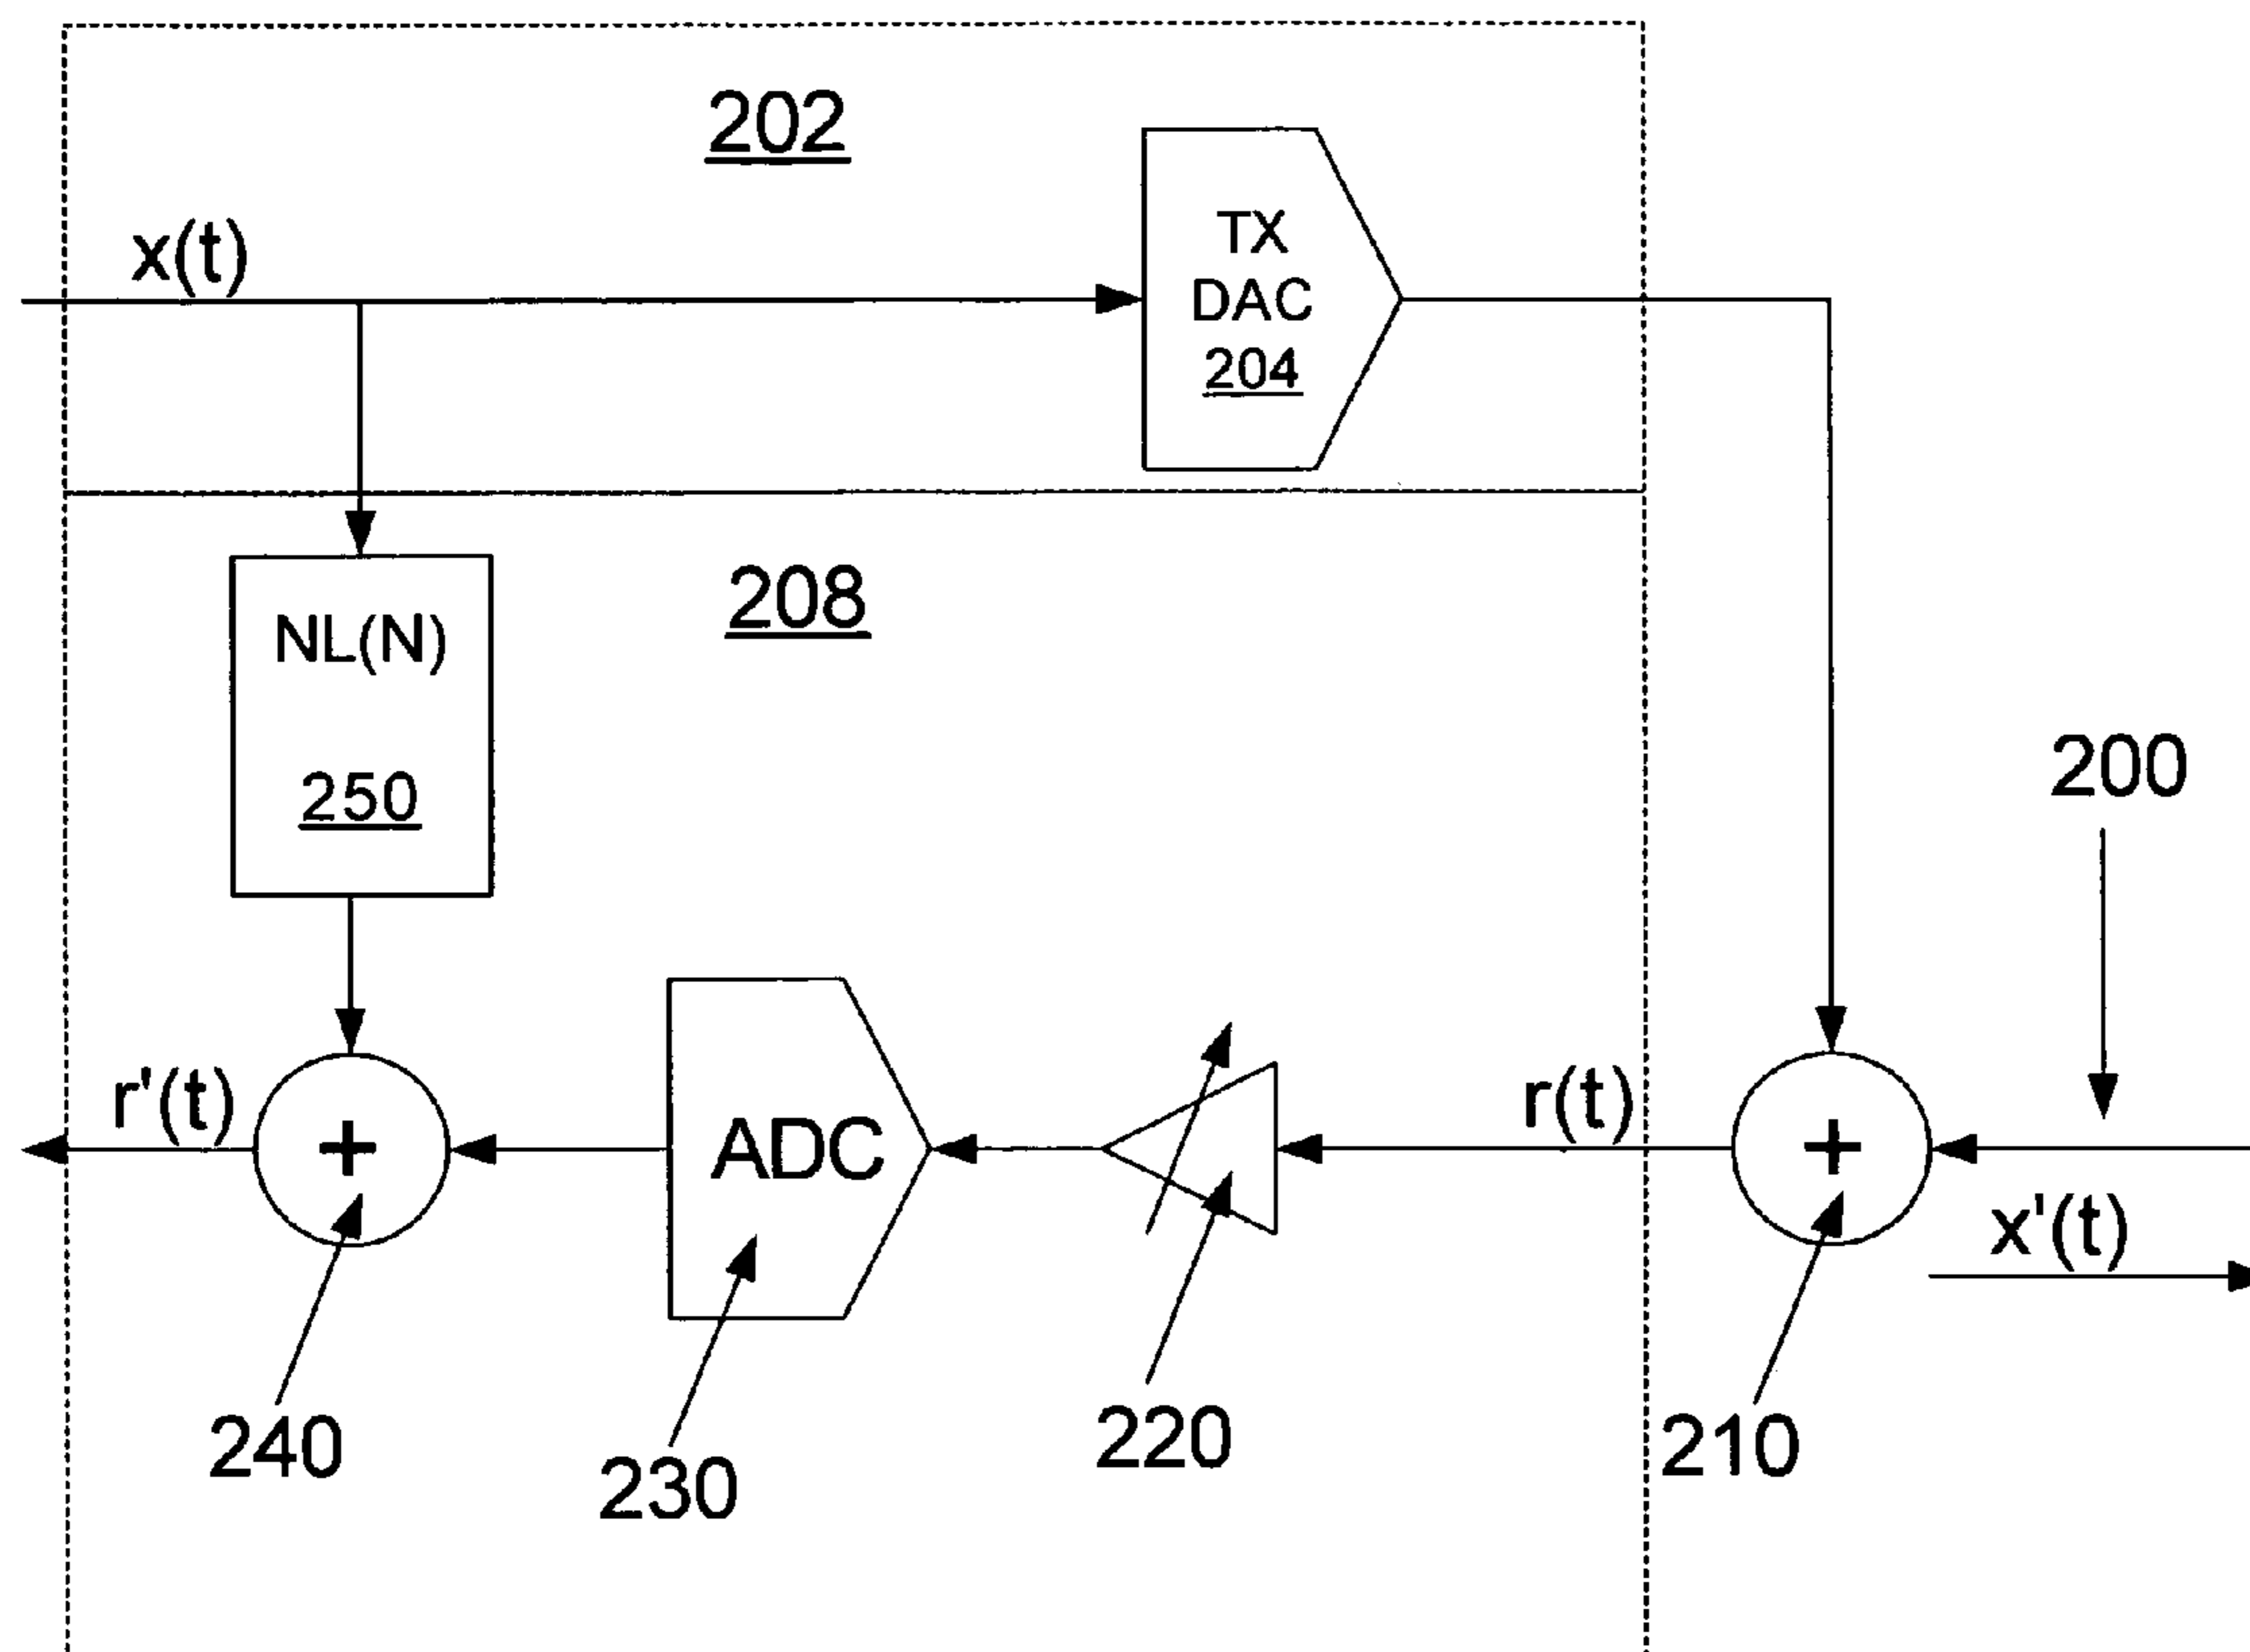 202
x(t)
TX
DAC
204
NL(N)
250
208
200
r'(t)
+
ADC
r(t)
+
x'(t)
240
230
220
210